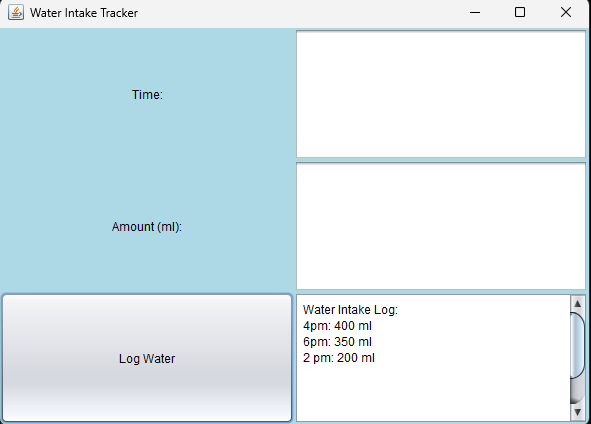 Water Intake Tracker
Time:
Amount (ml):
Log Water
Water Intake Log:
4pm: 400 ml
6pm: 350 ml
2 pm: 200 ml